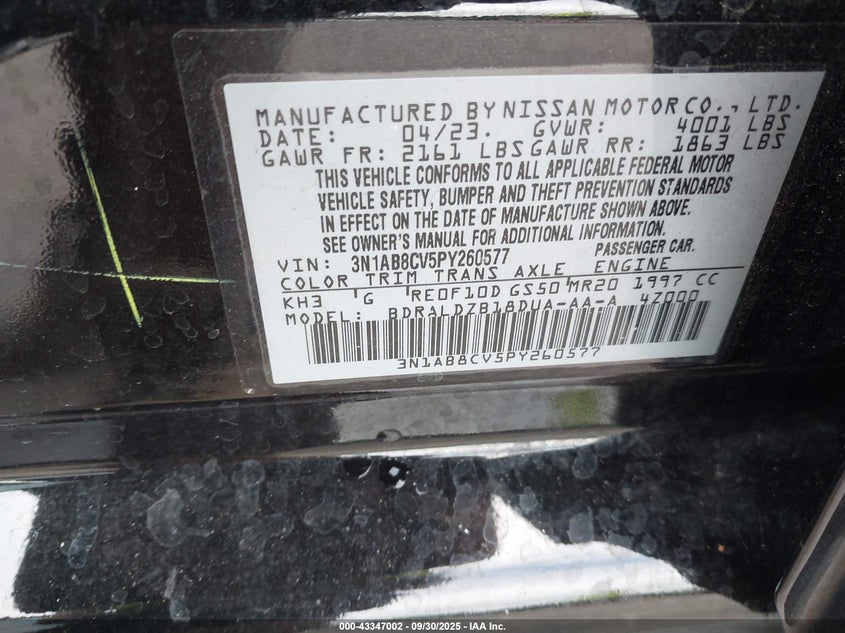 MANUFACTURED BY NISSAN MOTOR CO., LTD.
DATE: 04/23. GVWR: 4001 LBS
GAWR FR: 2161 LBS GAWR RR: 1863 LBS
THIS VEHICLE CONFORMS TO ALL APPLICABLE FEDERAL MOTOR
VEHICLE SAFETY, BUMPER AND THEFT PREVENTION STANDARDS
IN EFFECT ON THE DATE OF MANUFACTURE SHOWN ABOVE.
SEE OWNER'S MANUAL FOR ADDITIONAL INFORMATION.
VIN: 3N1AB8CV5PY260577 PASSENGER CAR.
COLOR TRIM TRANS AXLE ENGINE
KH3 G RE0F10D GS50 MR20 1997 CC
MODEL: BDRALDZB18DUA-AA-A 4Z000
3N1AB8CV5PY260577
000-43347002 - 09/30/2025 - IAA Inc.